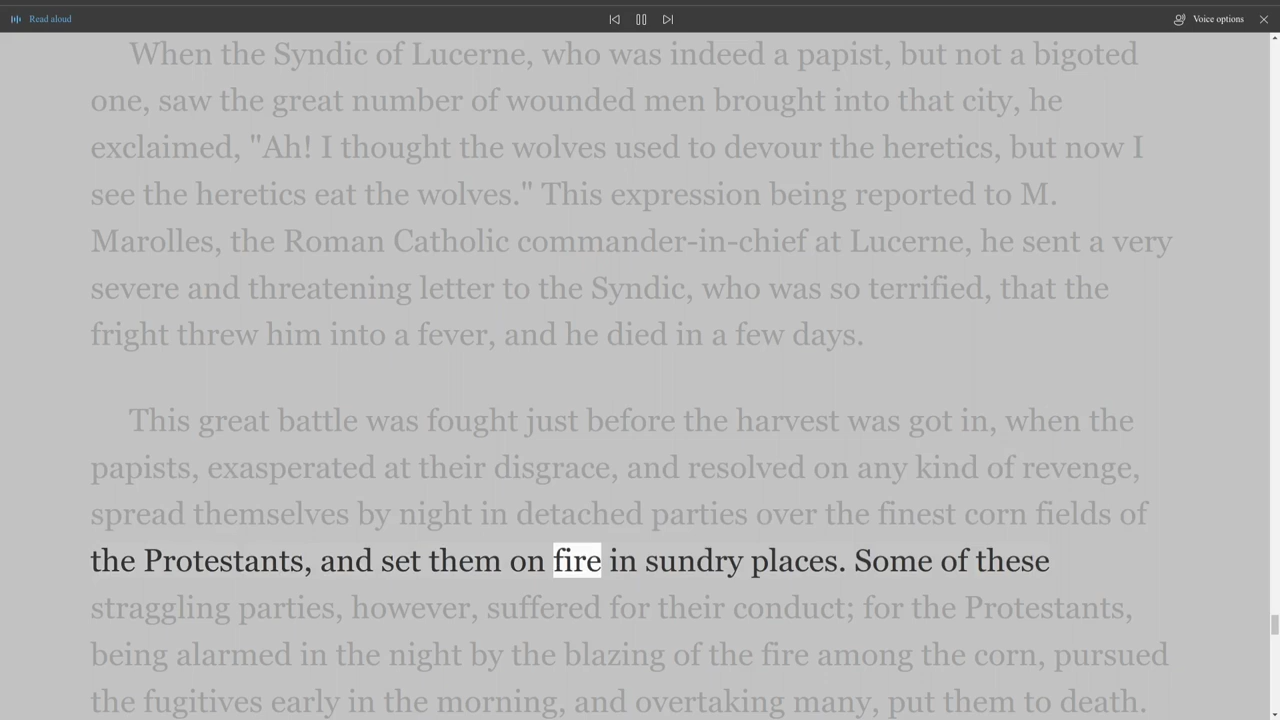 Read aloud
Voice options
When the Syndic of Lucerne, who was indeed a papist, but not a bigoted
one, saw the great number of wounded men brought into that city, he
exclaimed, "Ah! I thought the wolves used to devour the heretics, but now I
see the heretics eat the wolves." This expression being reported to M.
Marolles, the Roman Catholic commander-in-chief at Lucerne, he sent a very
severe and threatening letter to the Syndic, who was so terrified, that the
fright threw him into a fever, and he died in a few days.
This great battle was fought just before the harvest was got in, when the
papists, exasperated at their disgrace, and resolved on any kind of revenge,
spread themselves by night in detached parties over the finest corn fields of
the Protestants, and set them on fire in sundry places. Some of these
straggling parties, however, suffered for their conduct; for the Protestants,
being alarmed in the night by the blazing of the fire among the corn, pursued
the fugitives early in the morning, and overtaking many, put them to death.